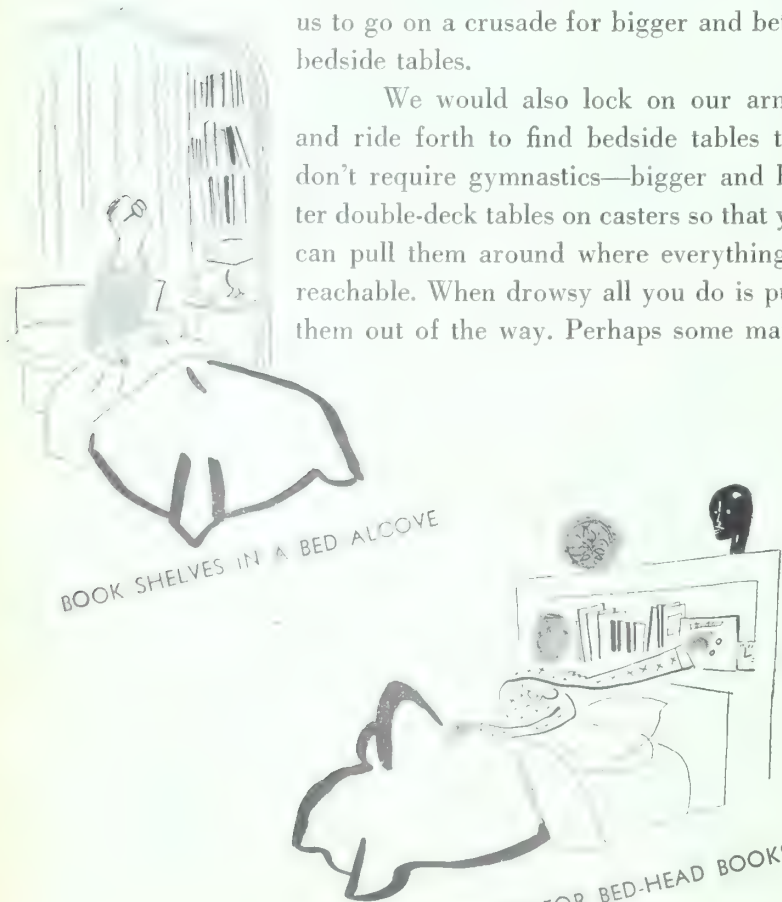 us to go on a crusade for bigger and be
bedside tables.
We would also lock on our arm
and ride forth to find bedside tables t
don't require gymnastics—bigger and b
ter double-deck tables on casters so that y
can pull them around where everything
reachable. When drowsy all you do is pu
them out of the way. Perhaps some ma
BOOK SHELVES IN A BED ALCOVE
FOR BED-HEAD BOOKS